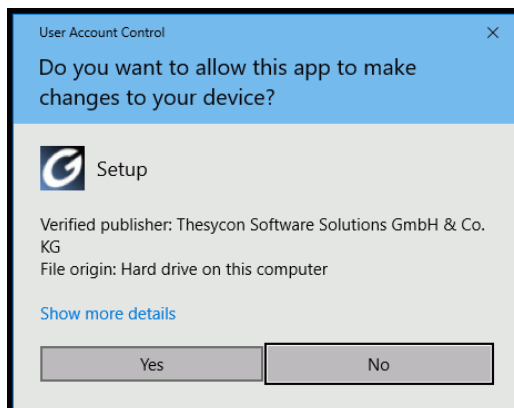 User Account Control
Do you want to allow this app to make
changes to your device?
Setup
Verified publisher: Thesycon Software Solutions GmbH & Co.
KG
File origin: Hard drive on this computer
Show more details
Yes
No